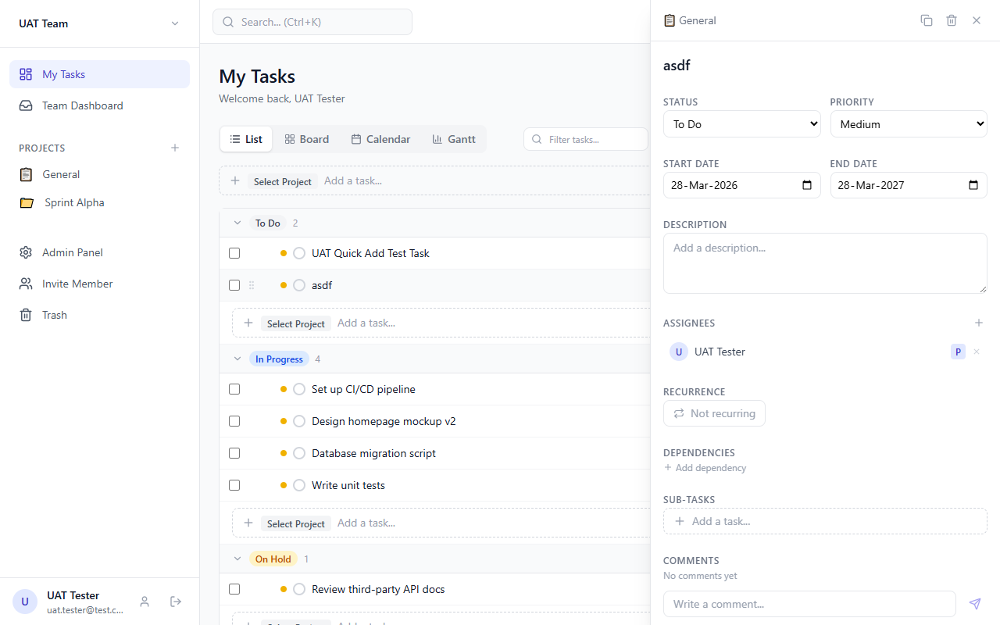 UAT Team
My Tasks
Team Dashboard
PROJECTS
General
Sprint Alpha
Admin Panel
Invite Member
Trash
UAT Tester
uat.tester@test.c...
Search... (Ctrl+K)
My Tasks
Welcome back, UAT Tester
List
Board
Calendar
Gantt
Filter tasks...
Select Project
Add a task...
To Do 2
UAT Quick Add Test Task
asdf
Select Project
Add a task...
In Progress 4
Set up CI/CD pipeline
Design homepage mockup v2
Database migration script
Write unit tests
Select Project
Add a task...
On Hold 1
Review third-party API docs
General
asdf
STATUS
To Do
PRIORITY
Medium
START DATE
28-Mar-2026
END DATE
28-Mar-2027
DESCRIPTION
Add a description...
ASSIGNEES
U
UAT Tester
P
RECURRENCE
Not recurring
DEPENDENCIES
Add dependency
SUB-TASKS
Add a task...
COMMENTS
No comments yet
Write a comment...